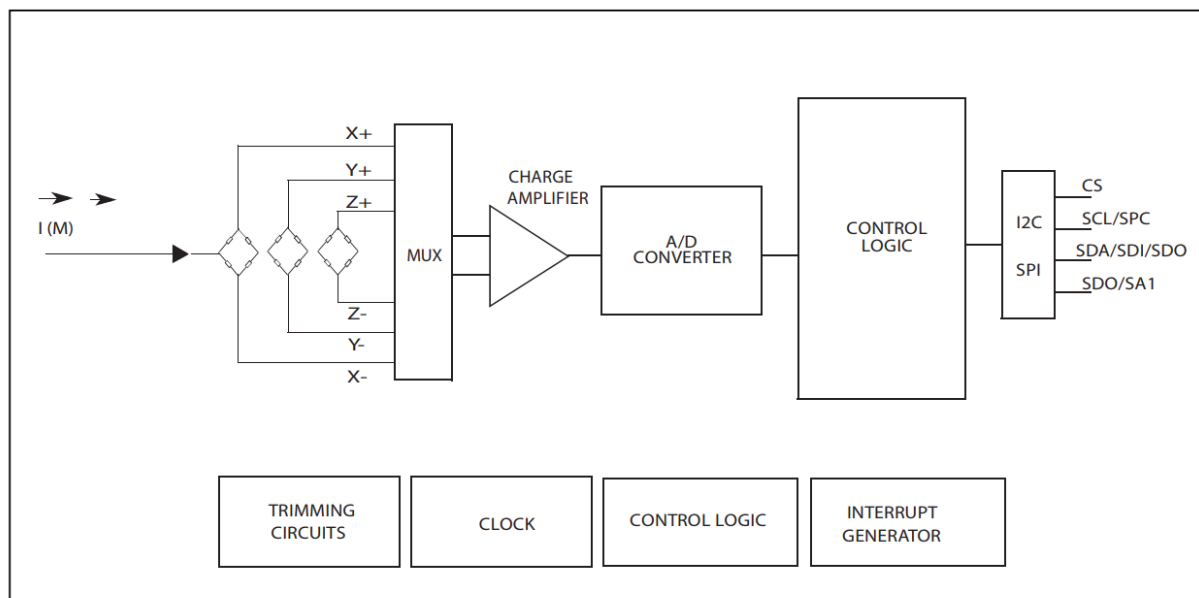 X+
Y+
Z+
I (M)
Z-
Y-
X-
MUX
CHARGE
AMPLIFIER
A/D
CONVERTER
CONTROL
LOGIC
I2C
SPI
CS
SCL/SPC
SDA/SDI/SDO
SDO/SA1
TRIMMING
CIRCUITS
CLOCK
CONTROL LOGIC
INTERRUPT
GENERATOR